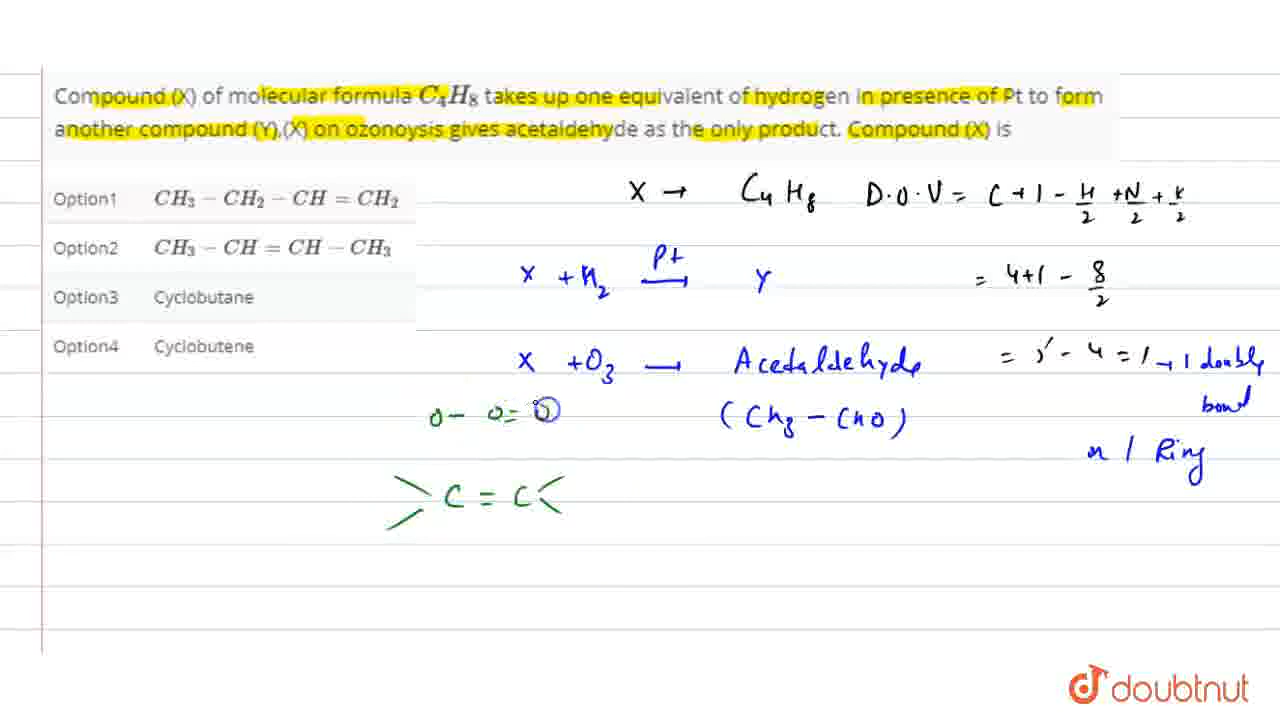 Compound (X) of molecular formula C₄H₈ takes up one equivalent of hydrogen in presence of Pt to form
another compound (Y),(X) on ozonoysis gives acetaldehyde as the only product. Compound (X) is
Option1 CH₃ − CH₂ − CH = CH₂
Option2 CH₃ − CH = CH − CH₃
Option3 Cyclobutane
Option4 Cyclobutene
X → C₄H₈ D.O.U = C+1 − H/2 + N/2 + X/2
= 4+1 − 8/2
= 5 − 4 = 1 → 1 double
bond
or 1 Ring
X + H₂ Pt → Y
X + O₃ → Acetaldehyde
(CH₃ − CHO)
O − O = O
>C = C<
doubtnut